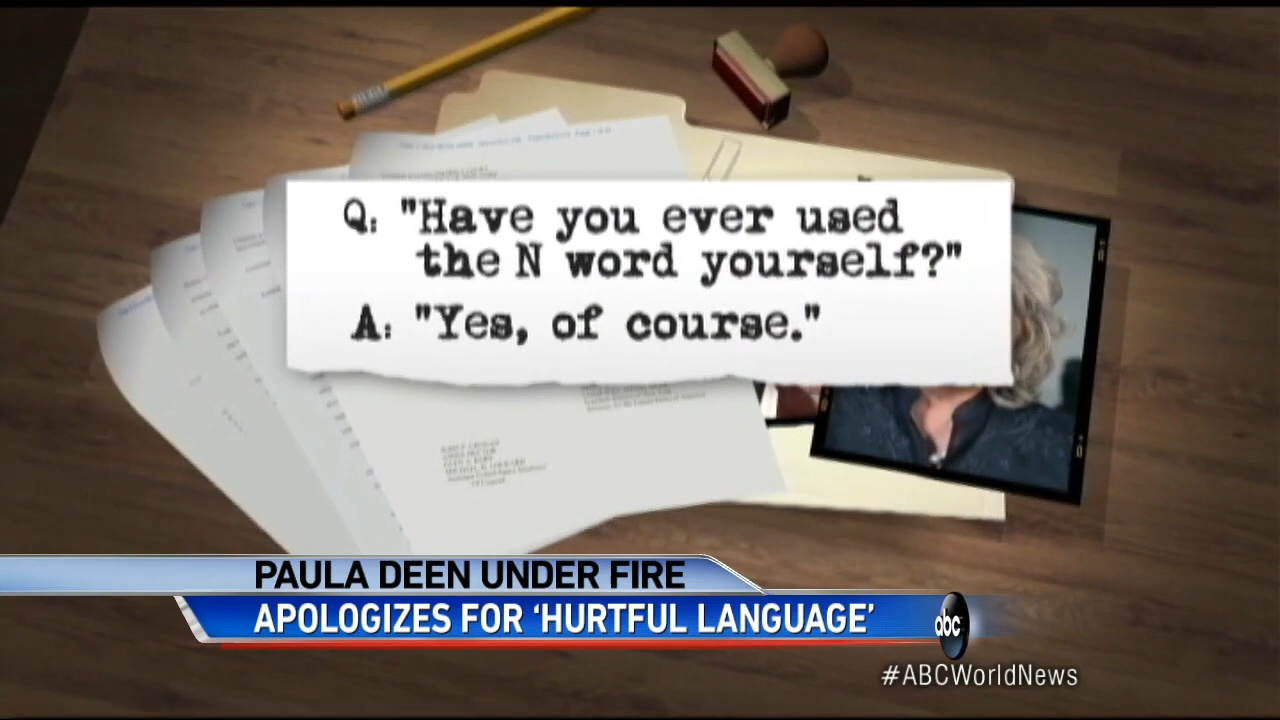 Q: "Have you ever used
the N word yourself?"
A: "Yes, of course."
PAULA DEEN UNDER FIRE
APOLOGIZES FOR 'HURTFUL LANGUAGE'
abc
#ABCWorldNews